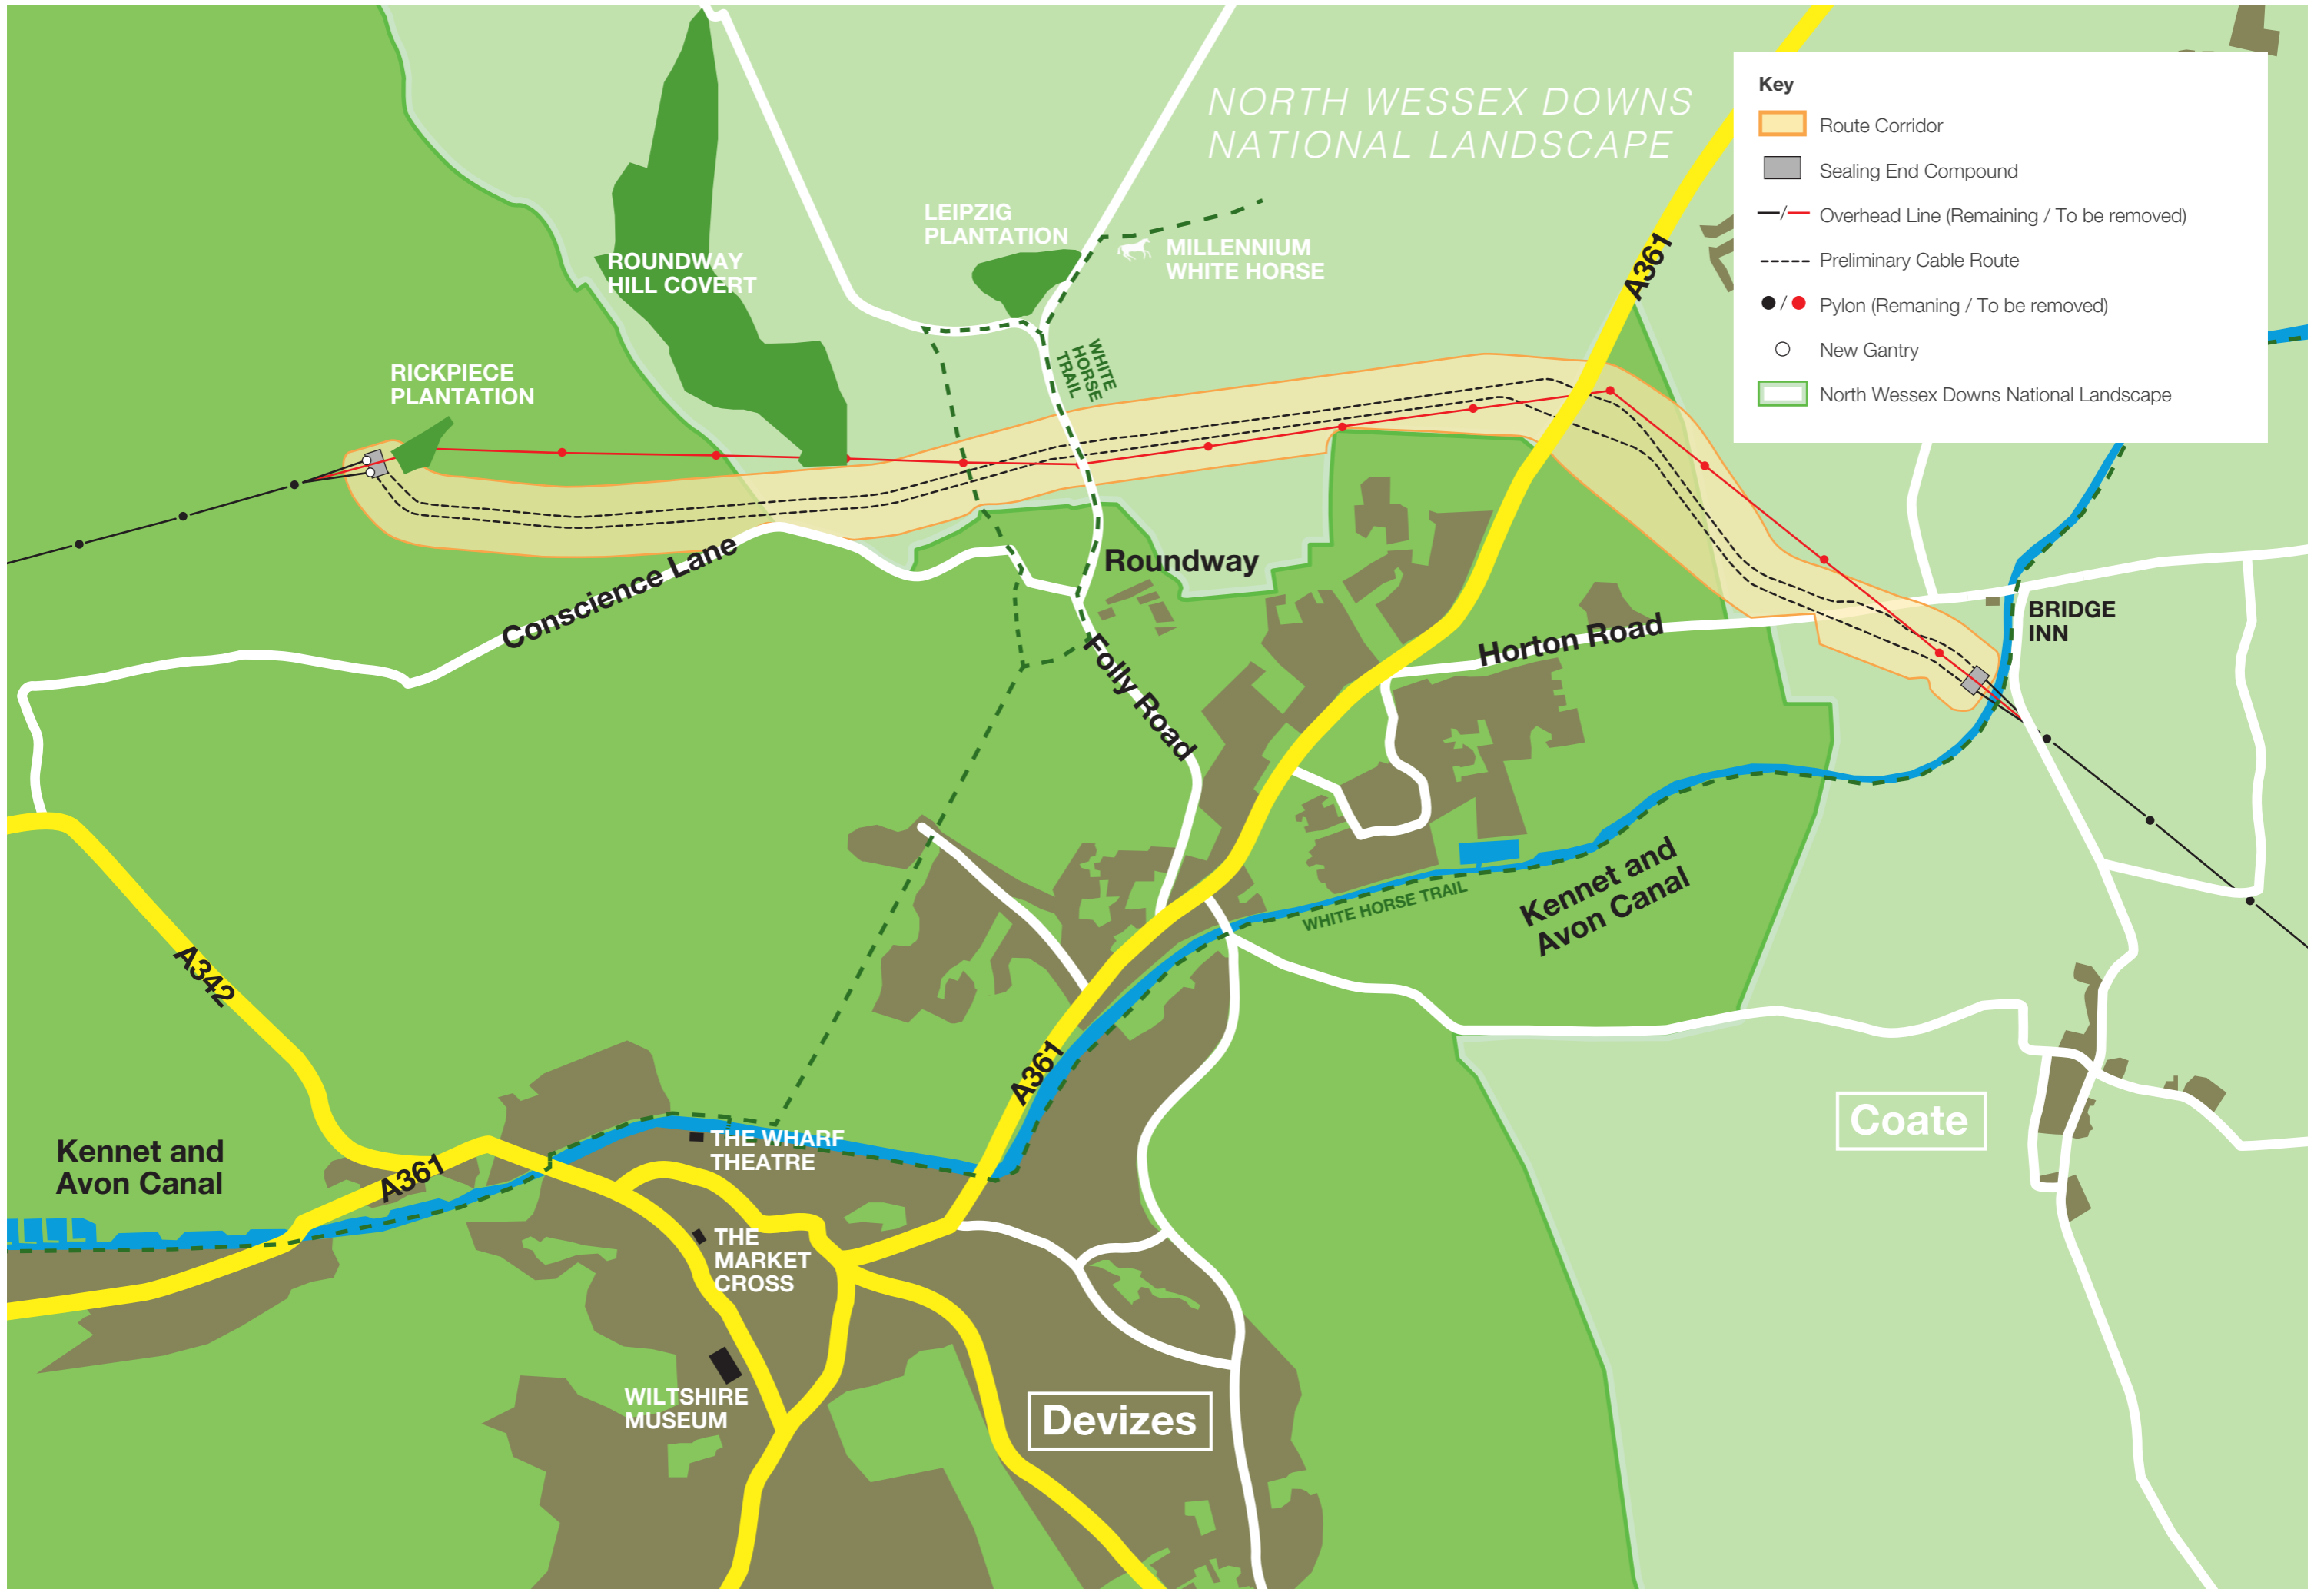 NORTH WESSEX DOWNS
NATIONAL LANDSCAPE
Key
Route Corridor
Sealing End Compound
Overhead Line (Remaining / To be removed)
Preliminary Cable Route
Pylon (Remaning / To be removed)
New Gantry
North Wessex Downs National Landscape
A361
LEIPZIG
PLANTATION
MILLENNIUM
WHITE HORSE
ROUNDWAY
HILL COVERT
WHITE
HORSE
TRAIL
RICKPIECE
PLANTATION
Conscience Lane
Roundway
Folly Road
Horton Road
BRIDGE
INN
Kennet and
Avon Canal
WHITE HORSE TRAIL
A342
A361
Coate
Kennet and
Avon Canal
A361
THE WHARF
THEATRE
THE
MARKET
CROSS
WILTSHIRE
MUSEUM
Devizes